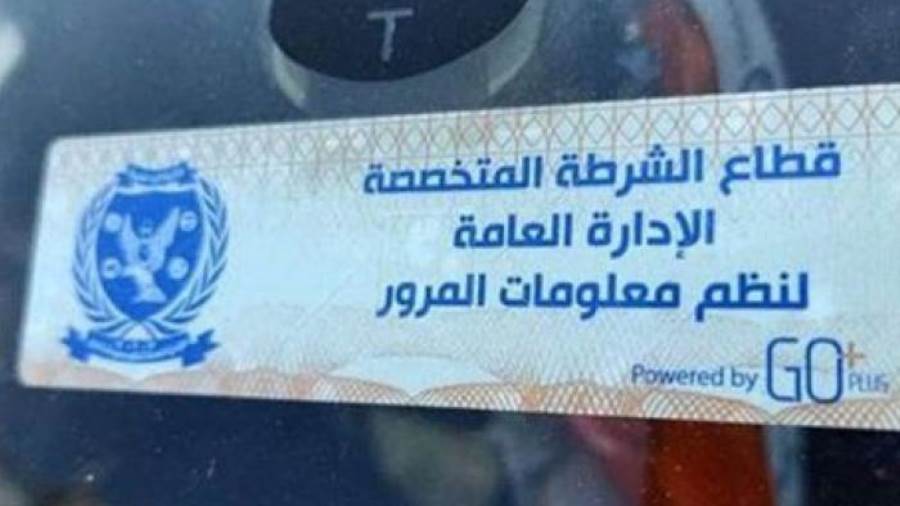 T
قطاع الشرطة المتخصصة
الإدارة العامة
لنظم معلومات المرور
Powered by GO+ PLUS